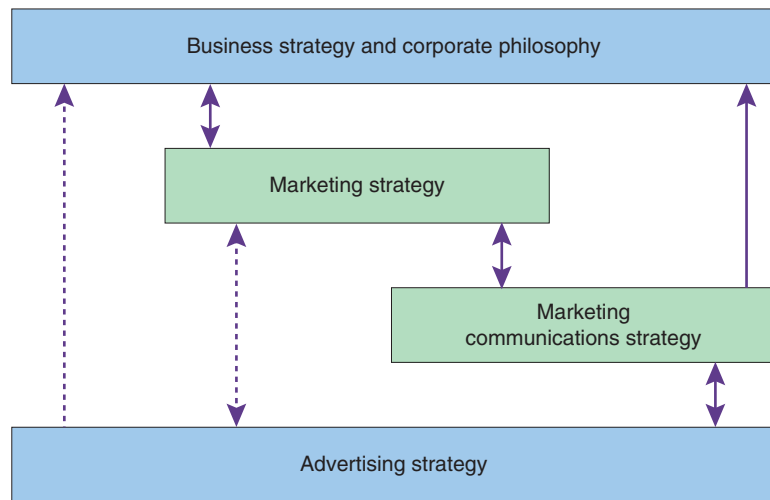 Business strategy and corporate philosophy
Marketing strategy
Marketing
communications strategy
Advertising strategy